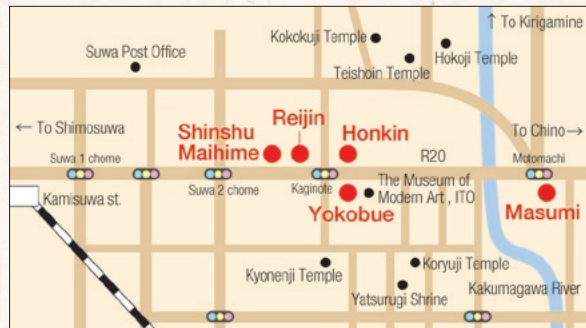 ↑ To Kirigamine
Kokokuji Temple
Suwa Post Office
Hokoji Temple
Teishoin Temple
← To Shimosuwa
Reijin
To Chino →
Shinshu
Maihime
Honkin
Suwa 1 chome
R20
Motomachi
Suwa 2 chome
Kaginote
The Museum of
Modern Art , ITO
Kamisuwa st.
Yokobue
Masumi
Kyonenji Temple
Koryuji Temple
Yatsurugi Shrine
Kakumagawa River